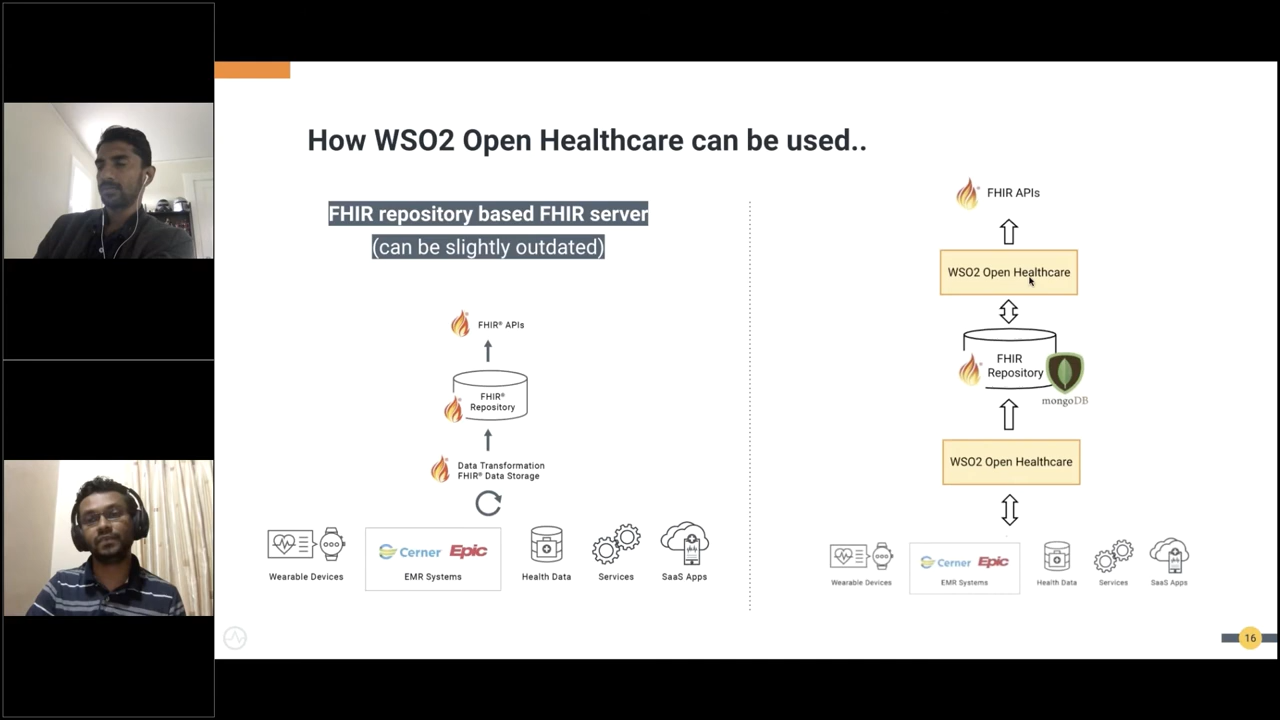 How WSO2 Open Healthcare can be used..
FHIR repository based FHIR server
(can be slightly outdated)
FHIR® APIs
FHIR®
Repository
Data Transformation
FHIR® Data Storage
Cerner Epic
Wearable Devices
EMR Systems
Health Data
Services
SaaS Apps
FHIR APIs
WSO2 Open Healthcare
FHIR
Repository
mongoDB
WSO2 Open Healthcare
Cerner Epic
Wearable Devices
EMR Systems
Health Data
Services
SaaS Apps
16